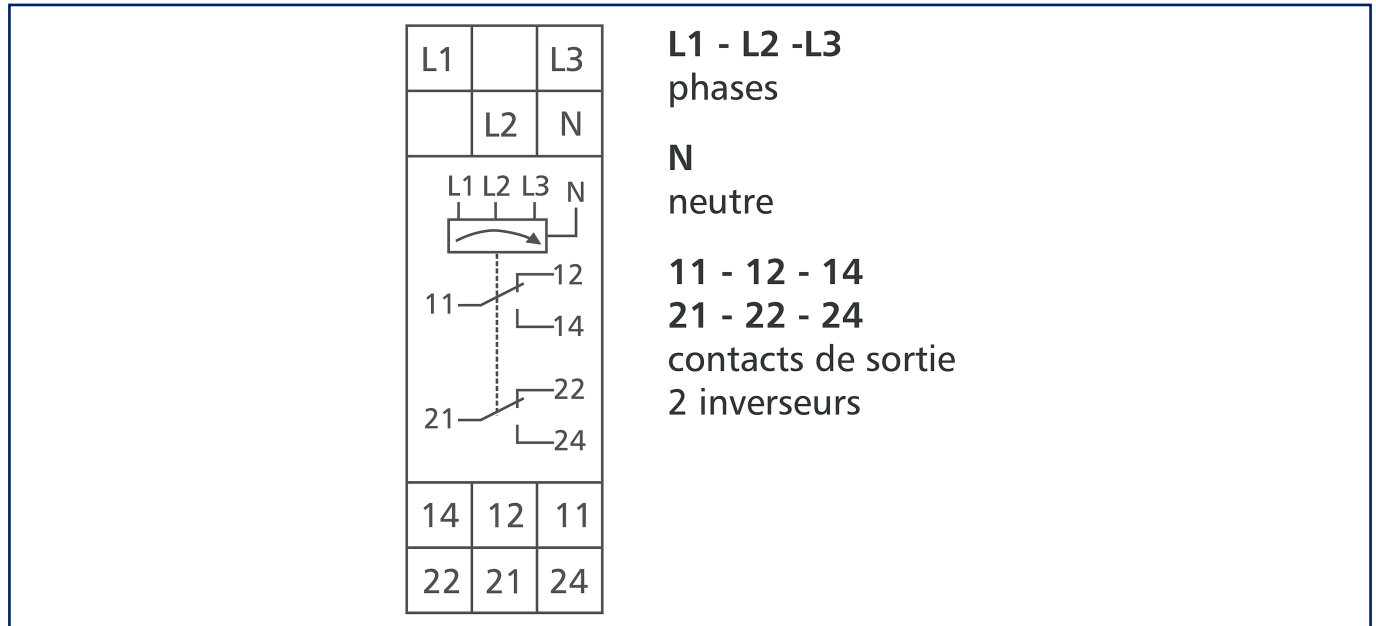 L1 L3
L2 N
L1 L2 L3 N
12
11
14
22
21
24
14 12 11
22 21 24
L1 - L2 -L3
phases
N
neutre
11 - 12 - 14
21 - 22 - 24
contacts de sortie
2 inverseurs